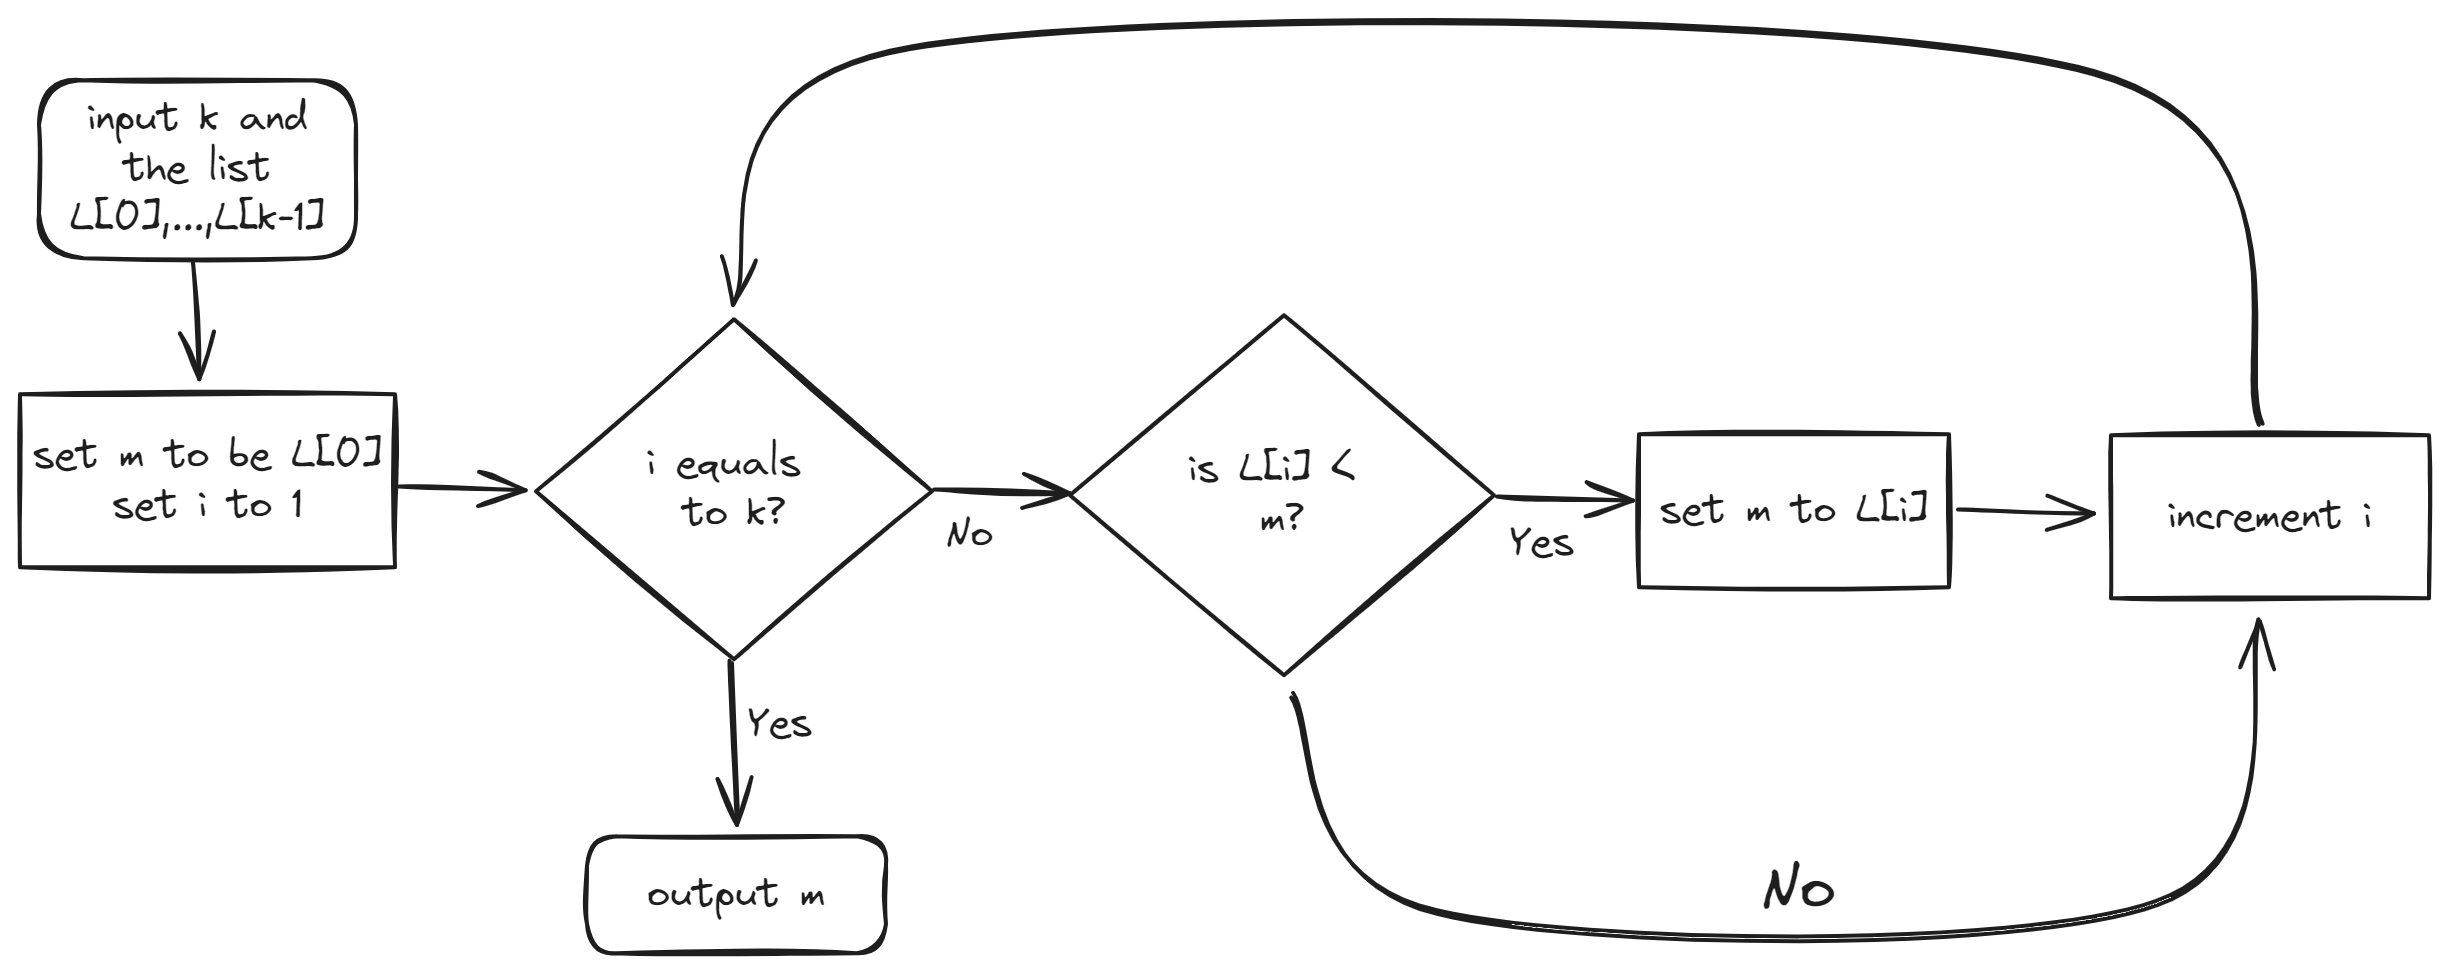 input k and
the list
L[0],...,L[k-1]
set m to be L[0]
set i to 1
i equals
to k?
No
Yes
output m
is L[i] <
m?
Yes
No
set m to L[i]
increment i